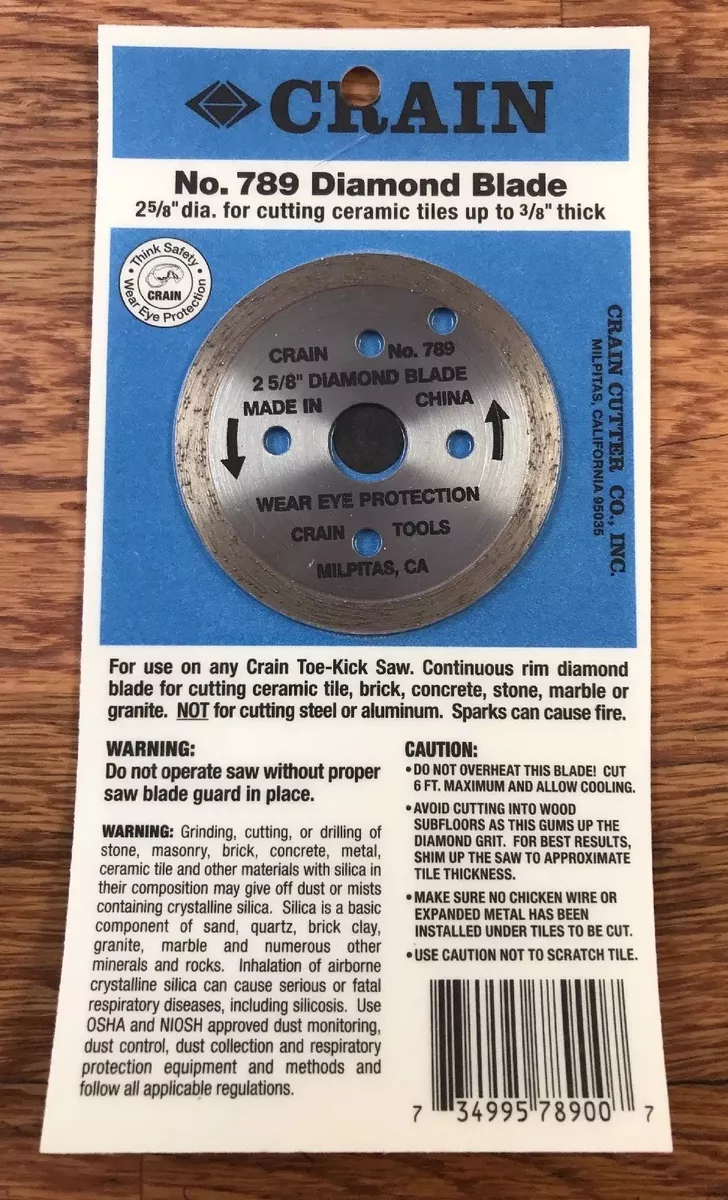 CRAIN
No. 789 Diamond Blade
2 5/8" dia. for cutting ceramic tiles up to 3/8" thick
• Think Safety •
Wear Eye Protection
CRAIN
CRAIN No. 789
2 5/8" DIAMOND BLADE
MADE IN CHINA
WEAR EYE PROTECTION
CRAIN TOOLS
MILPITAS, CA
CRAIN CUTTER CO., INC.
MILPITAS, CALIFORNIA 95035
For use on any Crain Toe-Kick Saw. Continuous rim diamond
blade for cutting ceramic tile, brick, concrete, stone, marble or
granite. NOT for cutting steel or aluminum. Sparks can cause fire.
WARNING:
Do not operate saw without proper
saw blade guard in place.
WARNING: Grinding, cutting, or drilling of
stone, masonry, brick, concrete, metal,
ceramic tile and other materials with silica in
their composition may give off dust or mists
containing crystalline silica. Silica is a basic
component of sand, quartz, brick clay,
granite, marble and numerous other
minerals and rocks. Inhalation of airborne
crystalline silica can cause serious or fatal
respiratory diseases, including silicosis. Use
OSHA and NIOSH approved dust monitoring,
dust control, dust collection and respiratory
protection equipment and methods and
follow all applicable regulations.
CAUTION:
• DO NOT OVERHEAT THIS BLADE! CUT
6 FT. MAXIMUM AND ALLOW COOLING.
• AVOID CUTTING INTO WOOD
SUBFLOORS AS THIS GUMS UP THE
DIAMOND GRIT. FOR BEST RESULTS,
SHIM UP THE SAW TO APPROXIMATE
TILE THICKNESS.
• MAKE SURE NO CHICKEN WIRE OR
EXPANDED METAL HAS BEEN
INSTALLED UNDER TILES TO BE CUT.
• USE CAUTION NOT TO SCRATCH TILE.
7 34995 78900 7